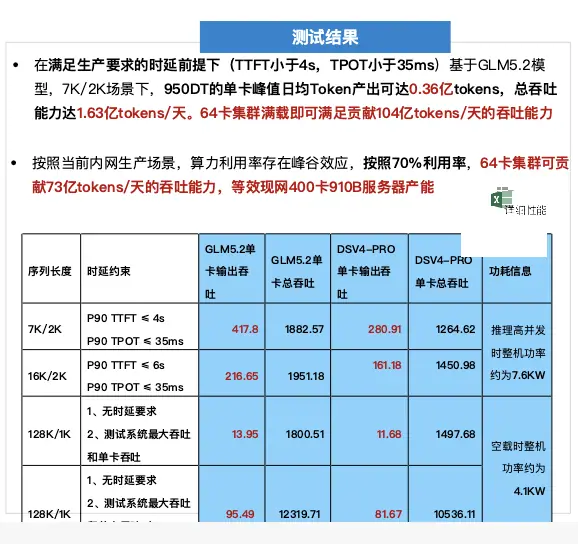 测试结果
• 在满足生产要求的时延前提下（TTFT小于4s，TPOT小于35ms）基于GLM5.2模
型，7K/2K场景下，950DT的单卡峰值日均Token产出可达0.36亿tokens，总吞吐
能力达1.63亿tokens/天。64卡集群满载即可满足贡献104亿tokens/天的吞吐能力
• 按照当前内网生产场景，算力利用率存在峰谷效应，按照70%利用率，64卡集群可贡
献73亿tokens/天的吞吐能力，等效现网400卡910B服务器产能
详细性能
序列长度 时延约束 GLM5.2单卡输出吞吐 GLM5.2单卡总吞吐 DSV4-PRO单卡输出吞吐 DSV4-PRO单卡总吞吐 功耗信息
7K/2K P90 TTFT ≤ 4s P90 TPOT ≤ 35ms 417.8 1882.57 280.91 1264.62 推理高并发时整机功率约为7.6KW
16K/2K P90 TTFT ≤ 6s P90 TPOT ≤ 35ms 216.65 1951.18 161.18 1450.98
128K/1K 1、无时延要求 2、测试系统最大吞吐和单卡吞吐 13.95 1800.51 11.68 1497.68 空载时整机功率约为4.1KW
128K/1K 1、无时延要求 2、测试系统最大吞吐 95.49 12319.71 81.67 10536.11